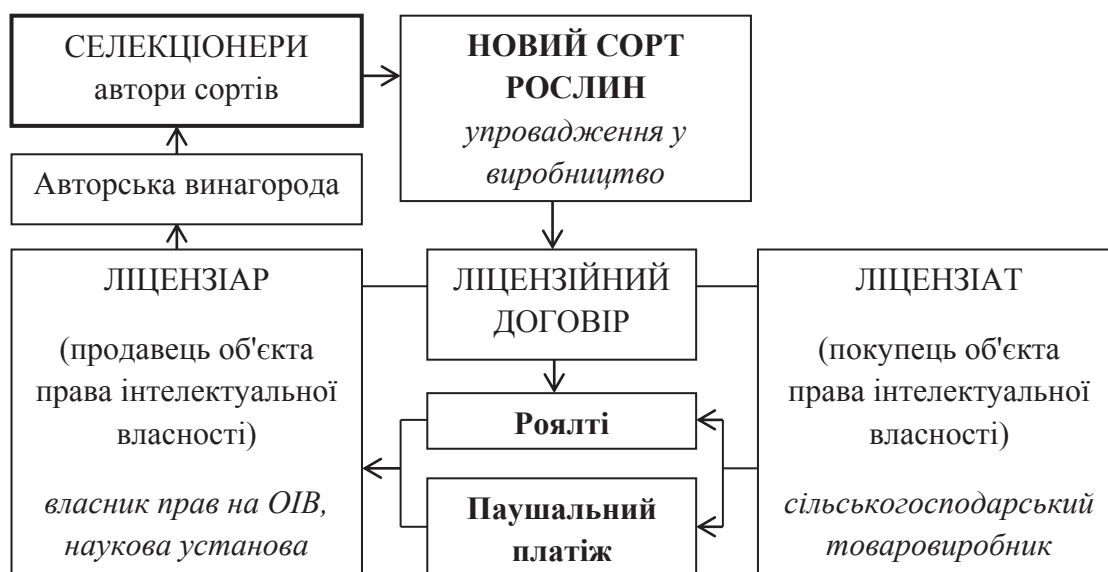 СЕЛЕКЦІОНЕРИ
автори сортів
НОВИЙ СОРТ
РОСЛИН
упровадження у
виробництво
Авторська винагорода
ЛІЦЕНЗІАР
(продавець об'єкта
права інтелектуальної
власності)
власник прав на ОІВ,
наукова установа
ЛІЦЕНЗІЙНИЙ
ДОГОВІР
Роялті
Паушальний
платіж
ЛІЦЕНЗІАТ
(покупець об'єкта
права інтелектуальної
власності)
сільськогосподарський
товаровиробник